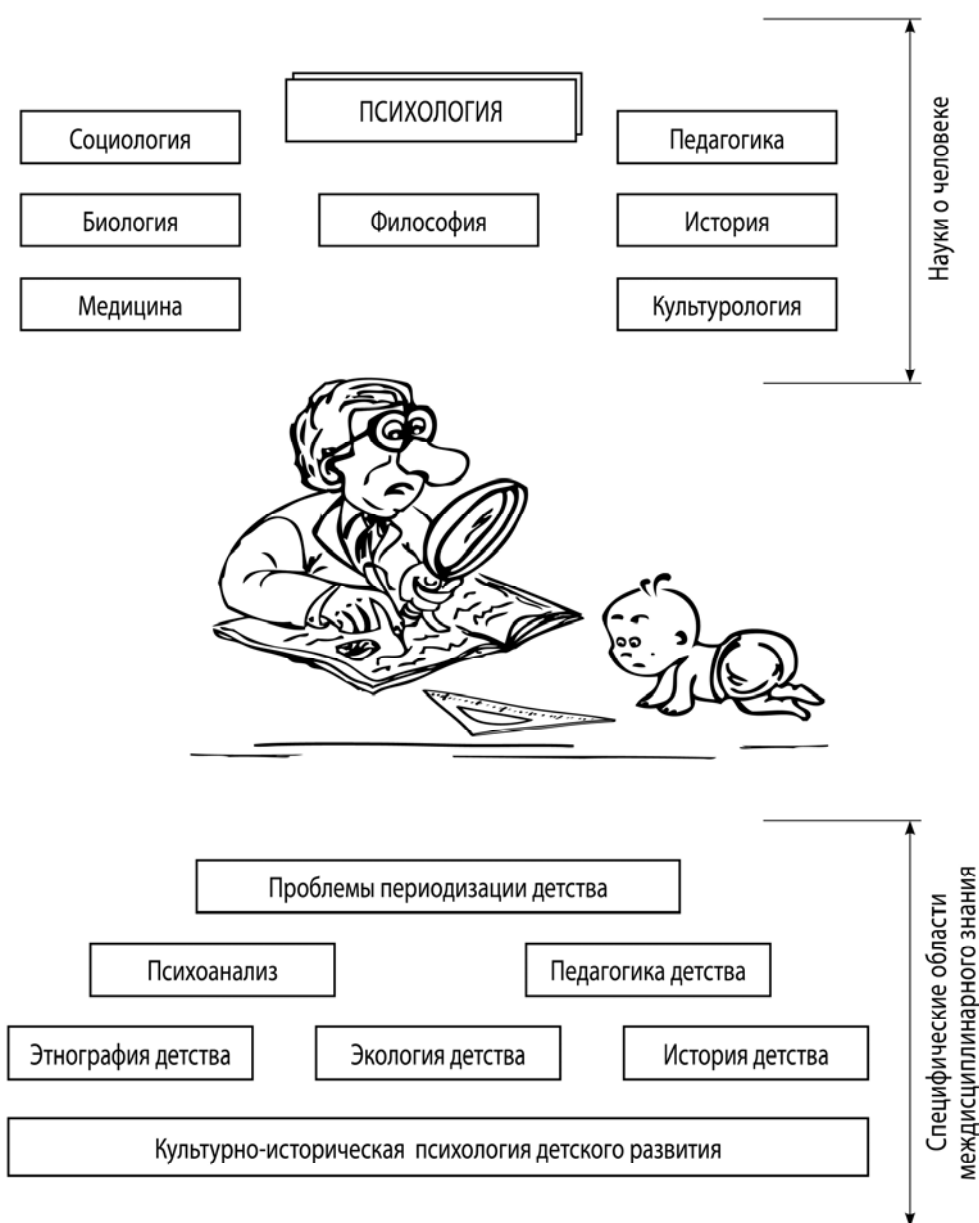 ПСИХОЛОГИЯ
Социология
Педагогика
Биология
Философия
История
Медицина
Культурология
Науки о человеке
Проблемы периодизации детства
Психоанализ
Педагогика детства
Этнография детства
Экология детства
История детства
Культурно-историческая психология детского развития
Специфические области
междисциплинарного знания